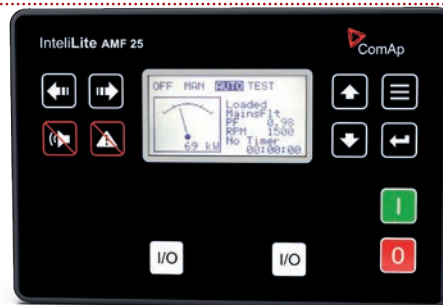 InteliLite AMF 25
ComAp
OFF MAN AUTO TEST
Loaded
MainsFlt
PF 0.98
RPM 1500
No Timer
00:00:00
69 kW
I
I/O
I/O
0